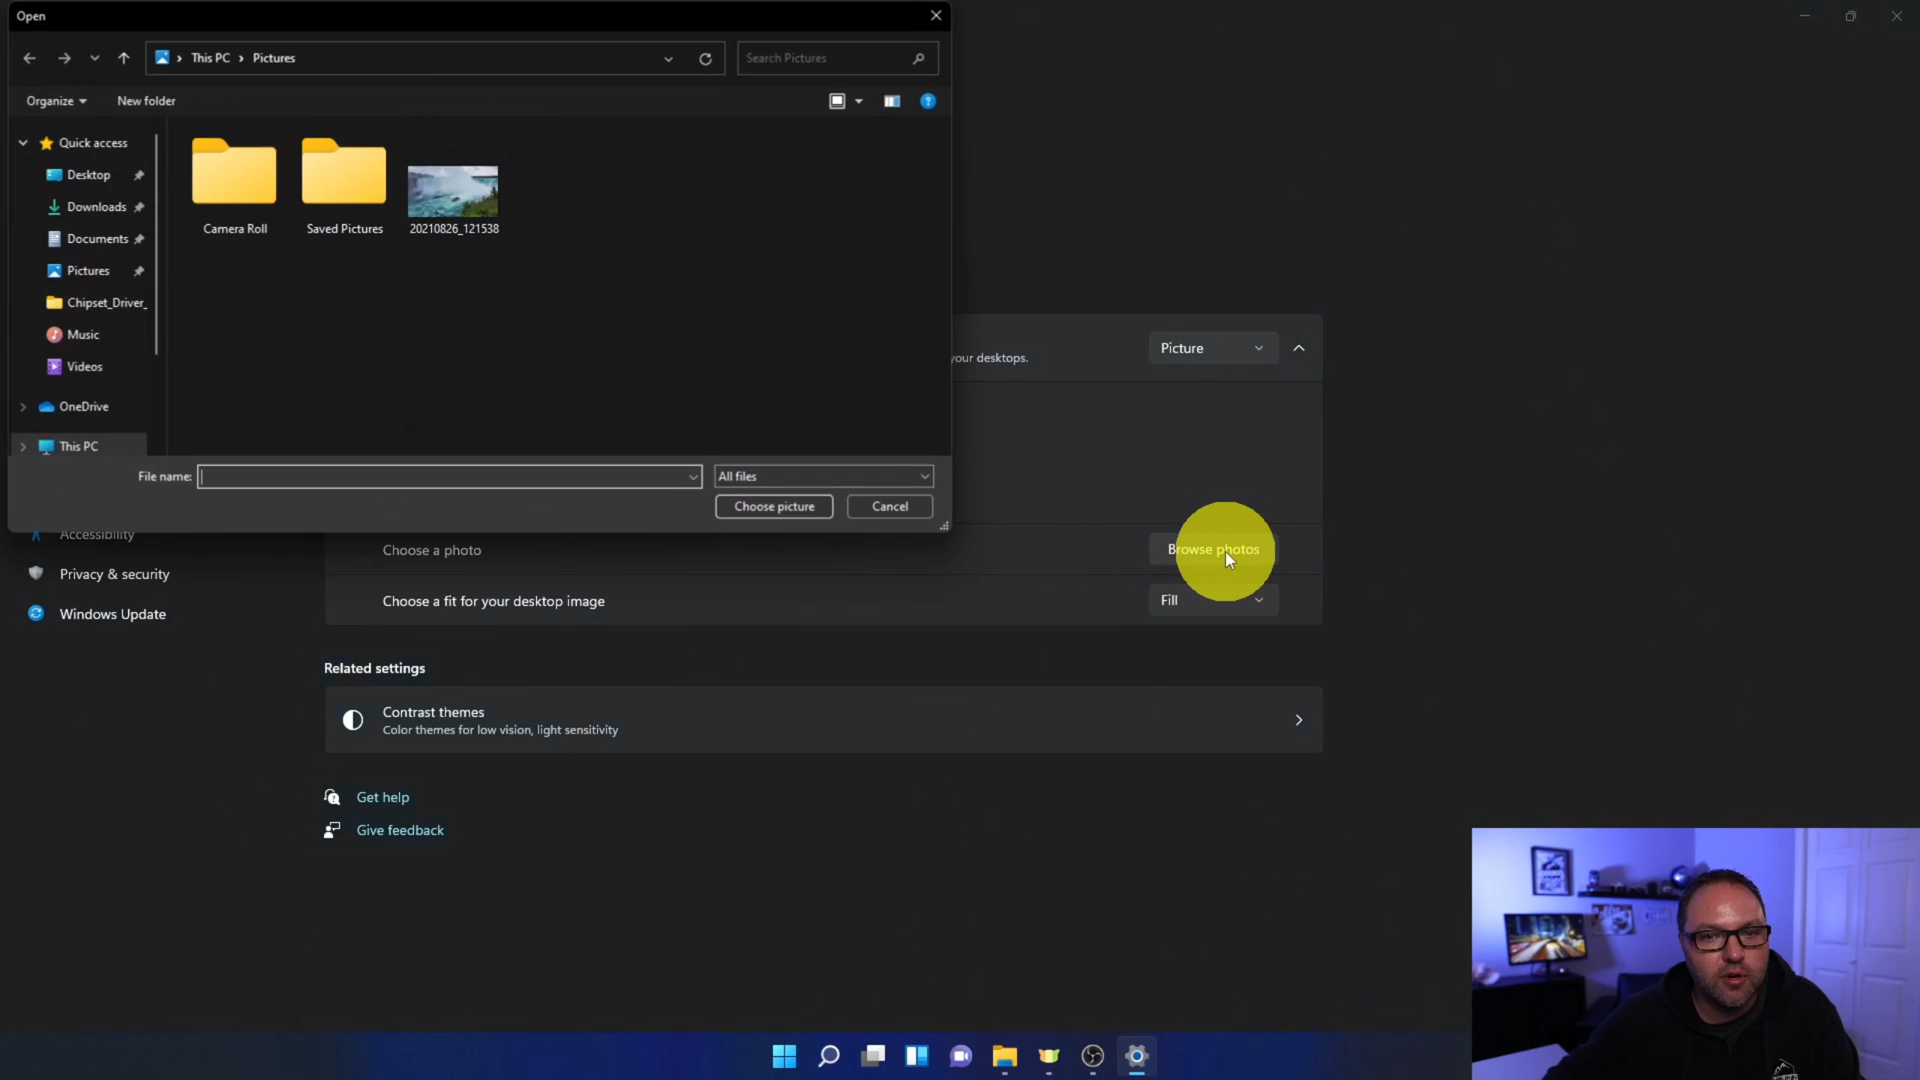 Open
This PC > Pictures
Search Pictures
Organize
New folder
Quick access
Desktop
Downloads
Documents
Pictures
Chipset_Driver_
Music
Videos
OneDrive
This PC
Camera Roll
Saved Pictures
20210826_121538
File name:
All files
Choose picture
Cancel
your desktops.
Picture
Accessibility
Privacy & security
Windows Update
Choose a photo
Browse photos
Choose a fit for your desktop image
Fill
Related settings
Contrast themes
Color themes for low vision, light sensitivity
Get help
Give feedback